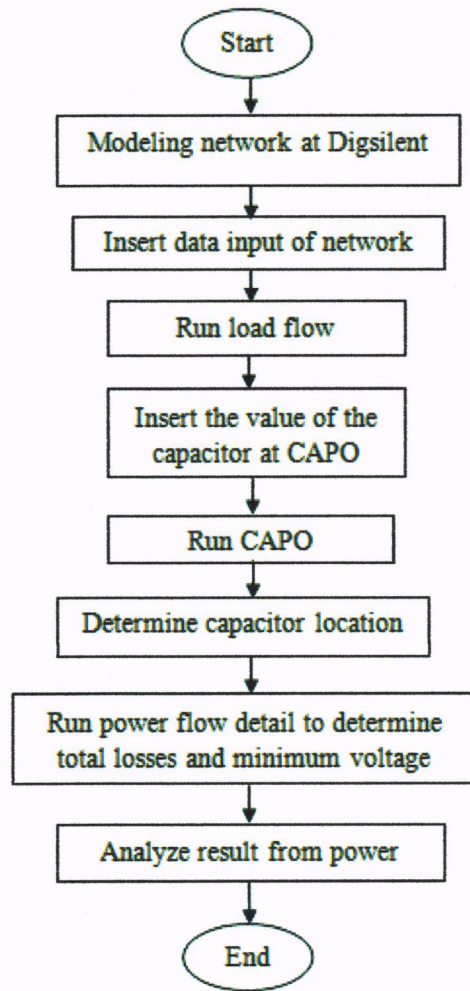 Start
Modeling network at Digsilent
Insert data input of network
Run load flow
Insert the value of the
capacitor at CAPO
Run CAPO
Determine capacitor location
Run power flow detail to determine
total losses and minimum voltage
Analyze result from power
End